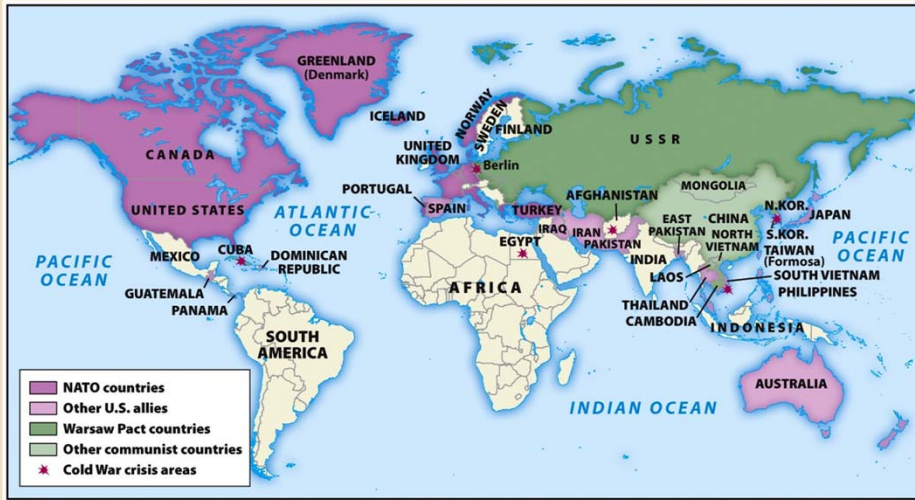 GREENLAND
(Denmark)
ICELAND
NORWAY
SWEDEN
FINLAND
USSR
CANADA
UNITED
KINGDOM
Berlin
MONGOLIA
PORTUGAL
SPAIN
TURKEY
AFGHANISTAN
N.KOR.
JAPAN
UNITED STATES
ATLANTIC
OCEAN
IRAQ
IRAN
PAKISTAN
EAST
PAKISTAN
CHINA
NORTH
VIETNAM
S.KOR.
PACIFIC
OCEAN
EGYPT
INDIA
TAIWAN
(Formosa)
CUBA
MEXICO
DOMINICAN
REPUBLIC
PACIFIC
OCEAN
LAOS
SOUTH VIETNAM
PHILIPPINES
GUATEMALA
PANAMA
AFRICA
THAILAND
CAMBODIA
INDONESIA
SOUTH
AMERICA
AUSTRALIA
INDIAN OCEAN
NATO countries
Other U.S. allies
Warsaw Pact countries
Other communist countries
Cold War crisis areas